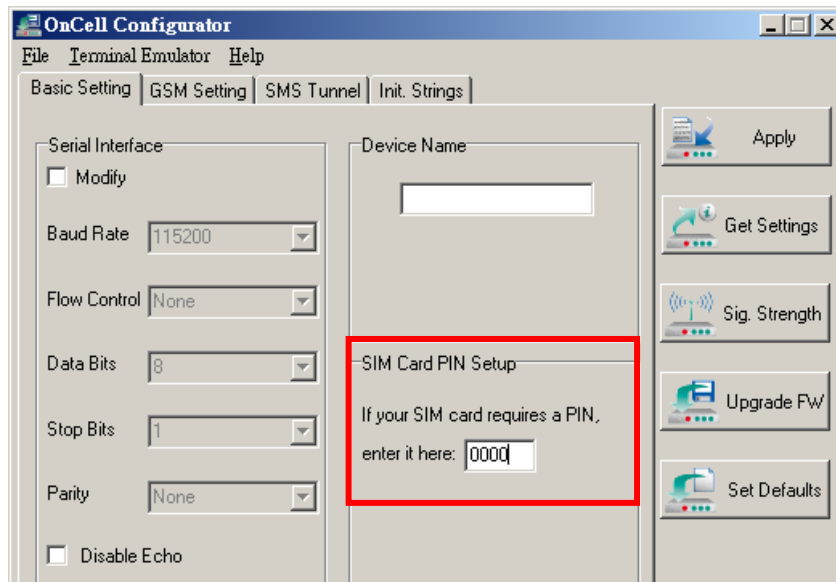 OnCell Configurator
File Terminal Emulator Help
Basic Setting GSM Setting SMS Tunnel Init. Strings
Serial Interface
Modify
Baud Rate 115200
Flow Control None
Data Bits 8
Stop Bits 1
Parity None
Disable Echo
Device Name
SIM Card PIN Setup
If your SIM card requires a PIN,
enter it here: 0000
Apply
Get Settings
Sig. Strength
Upgrade FW
Set Defaults